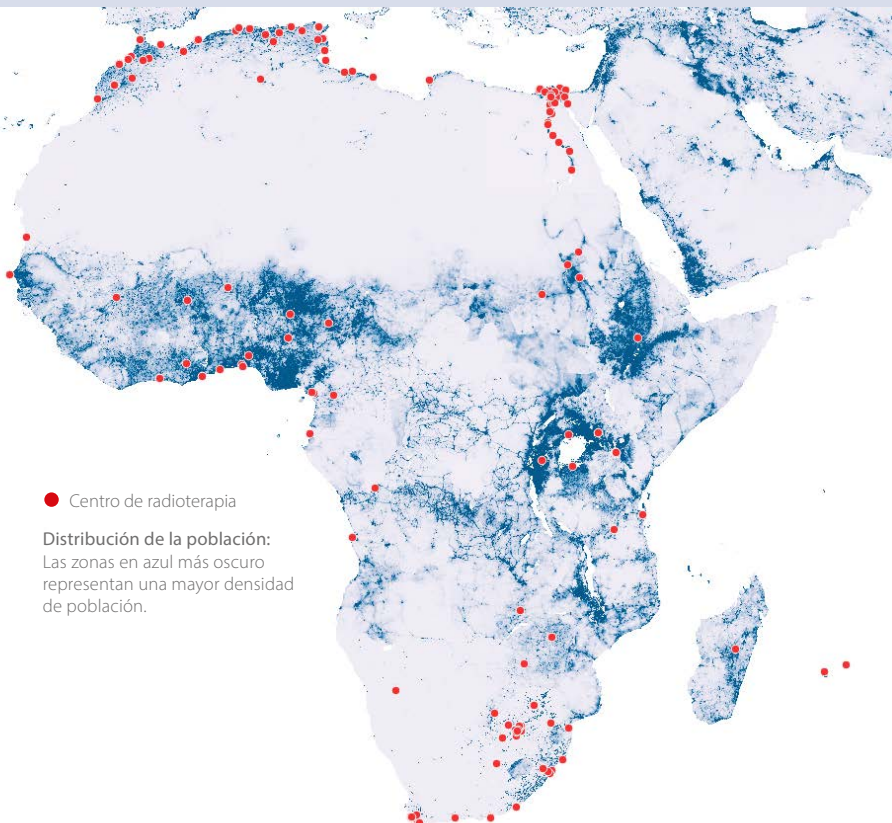 Centro de radioterapia
Distribución de la población:
Las zonas en azul más oscuro
representan una mayor densidad
de población.